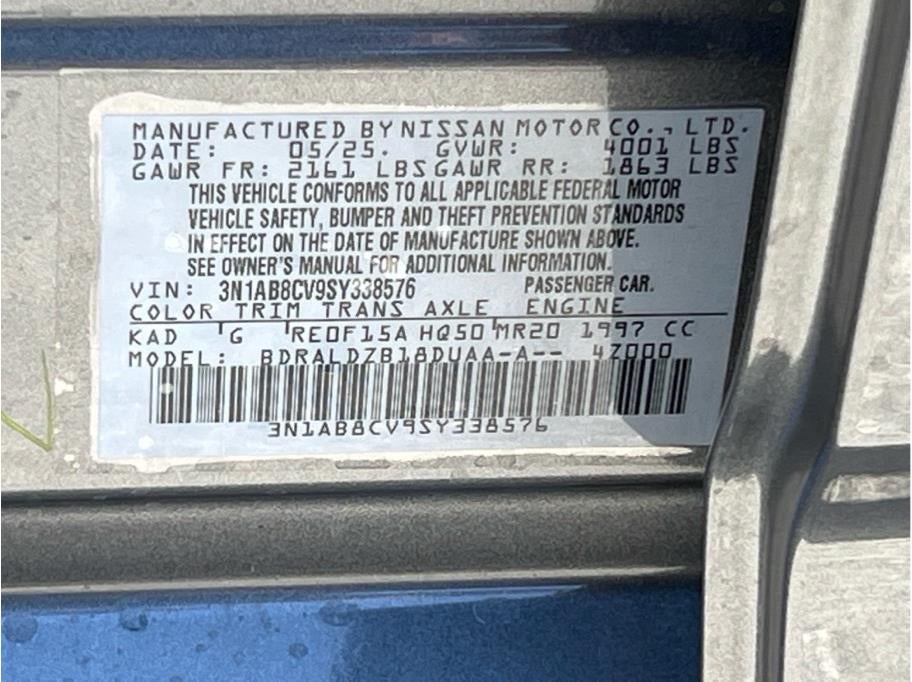 MANUFACTURED BY NISSAN MOTOR CO., LTD.
DATE: 05/25. GVWR: 4001 LBS
GAWR FR: 2161 LBS GAWR RR: 1863 LBS
THIS VEHICLE CONFORMS TO ALL APPLICABLE FEDERAL MOTOR
VEHICLE SAFETY, BUMPER AND THEFT PREVENTION STANDARDS
IN EFFECT ON THE DATE OF MANUFACTURE SHOWN ABOVE.
SEE OWNER'S MANUAL FOR ADDITIONAL INFORMATION.
VIN: 3N1AB8CV9SY338576 PASSENGER CAR.
COLOR TRIM TRANS AXLE ENGINE
KAD G RE0F15A HQ50 MR20 1997 CC
MODEL: BDRALDZB18DUAA-A-- 4Z000
3N1AB8CV9SY338576